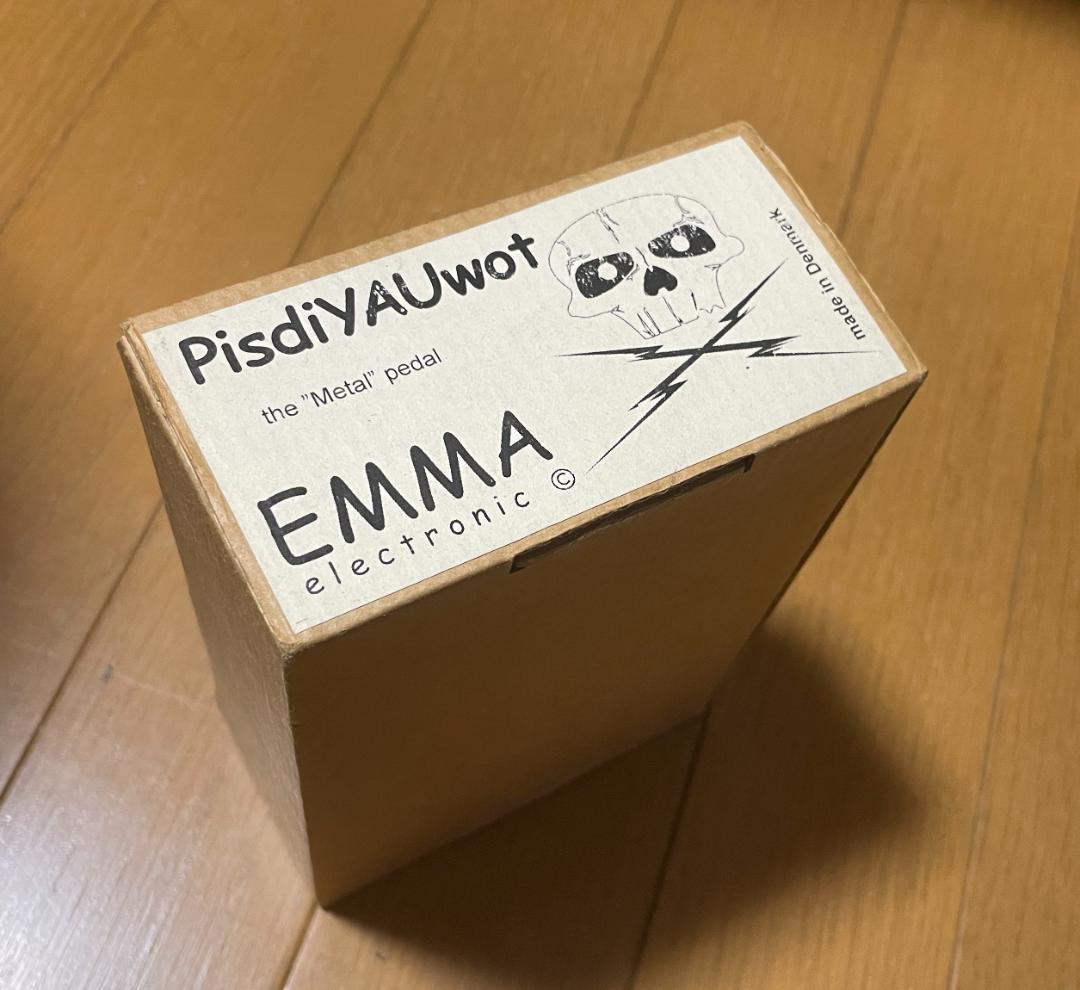 PisdiYAUwot
the "Metal" pedal
EMMA
electronic ©
made in Denmark